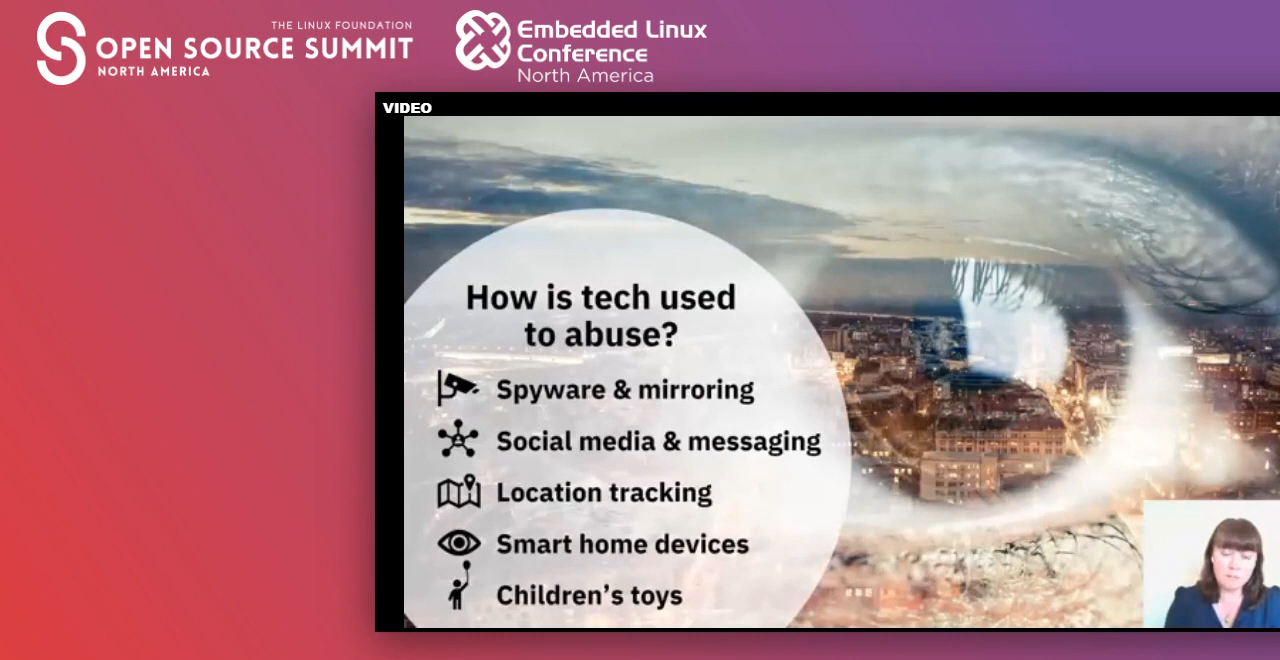 THE LINUX FOUNDATION
OPEN SOURCE SUMMIT
NORTH AMERICA
Embedded Linux
Conference
North America
VIDEO
How is tech used
to abuse?
Spyware & mirroring
Social media & messaging
Location tracking
Smart home devices
Children’s toys